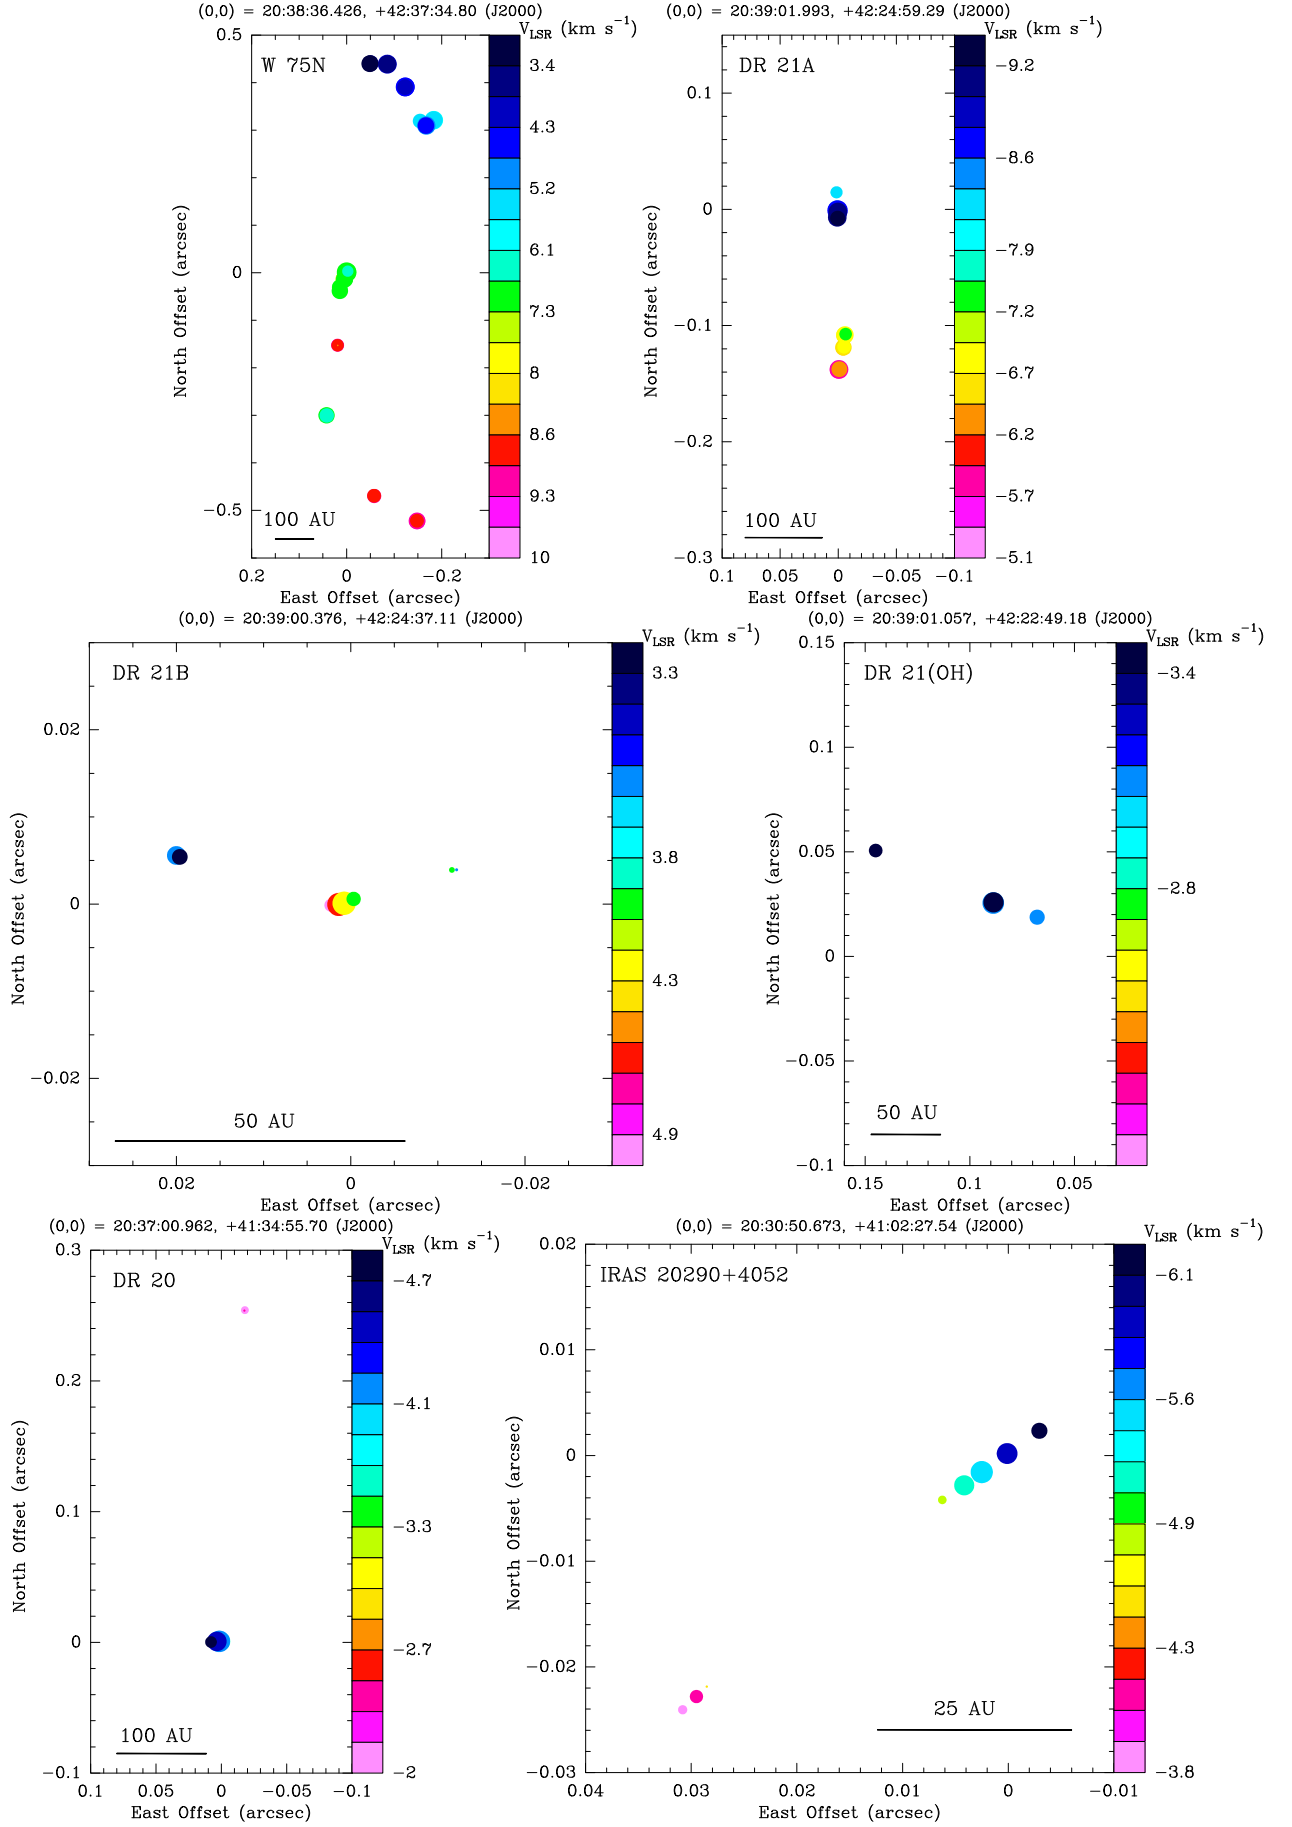 (0,0) = 20:38:36.426, +42:37:34.80 (J2000)
V_LSR (km s⁻¹)
W 75N
0.5
0
−0.5
North Offset (arcsec)
3.4
4.3
5.2
6.1
7.3
8
8.6
9.3
10
100 AU
0.2 0 −0.2
East Offset (arcsec)
(0,0) = 20:39:01.993, +42:24:59.29 (J2000)
V_LSR (km s⁻¹)
DR 21A
0.1
0
−0.1
−0.2
−0.3
North Offset (arcsec)
−9.2
−8.6
−7.9
−7.2
−6.7
−6.2
−5.7
−5.1
100 AU
0.1 0.05 0 −0.05 −0.1
East Offset (arcsec)
(0,0) = 20:39:00.376, +42:24:37.11 (J2000)
V_LSR (km s⁻¹)
DR 21B
0.02
0
−0.02
North Offset (arcsec)
3.3
3.8
4.3
4.9
50 AU
0.02 0 −0.02
East Offset (arcsec)
(0,0) = 20:39:01.057, +42:22:49.18 (J2000)
V_LSR (km s⁻¹)
DR 21(OH)
0.15
0.1
0.05
0
−0.05
−0.1
North Offset (arcsec)
−3.4
−2.8
50 AU
0.15 0.1 0.05
East Offset (arcsec)
(0,0) = 20:37:00.962, +41:34:55.70 (J2000)
V_LSR (km s⁻¹)
DR 20
0.3
0.2
0.1
0
−0.1
North Offset (arcsec)
−4.7
−4.1
−3.3
−2.7
−2
100 AU
0.1 0.05 0 −0.05 −0.1
East Offset (arcsec)
(0,0) = 20:30:50.673, +41:02:27.54 (J2000)
V_LSR (km s⁻¹)
IRAS 20290+4052
0.02
0.01
0
−0.01
−0.02
−0.03
North Offset (arcsec)
−6.1
−5.6
−4.9
−4.3
−3.8
25 AU
0.04 0.03 0.02 0.01 0 −0.01
East Offset (arcsec)